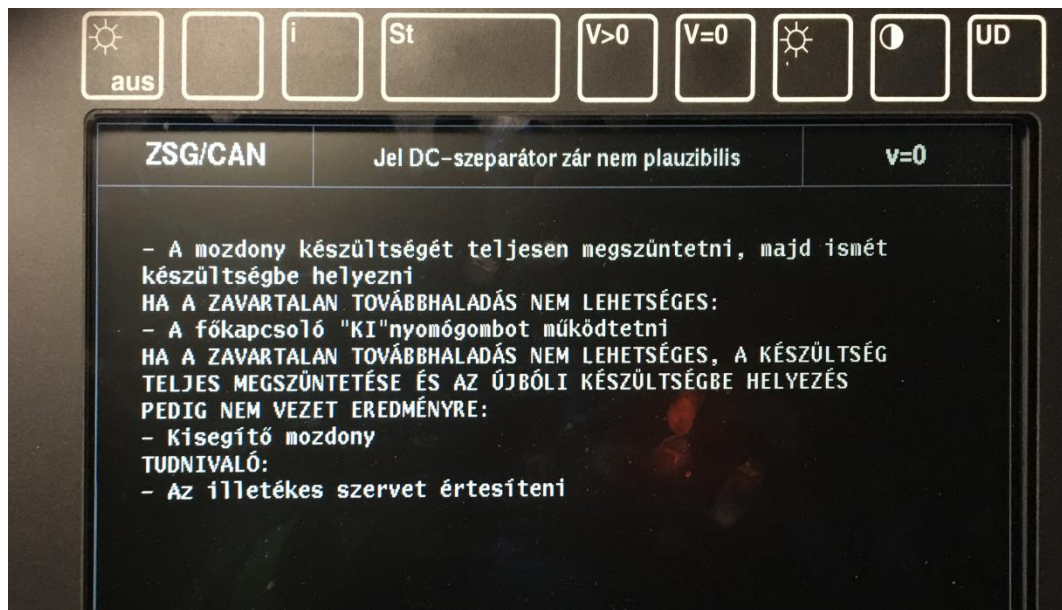 aus
i
St
V>0
V=0
UD
ZSG/CAN
Jel DC-szeparátor zár nem plauzibilis
v=0
- A mozdony készültségét teljesen megszüntetni, majd ismét
készültségbe helyezni
HA A ZAVARTALAN TOVÁBBHALADÁS NEM LEHETSÉGES:
- A főkapcsoló "KI"nyomógombot működtetni
HA A ZAVARTALAN TOVÁBBHALADÁS NEM LEHETSÉGES, A KÉSZÜLTSÉG
TELJES MEGSZÜNTETÉSE ÉS AZ ÚJBÓLI KÉSZÜLTSÉGBE HELYEZÉS
PEDIG NEM VEZET EREDMÉNYRE:
- Kisegítő mozdony
TUDNIVALÓ:
- Az illetékes szervet értesíteni